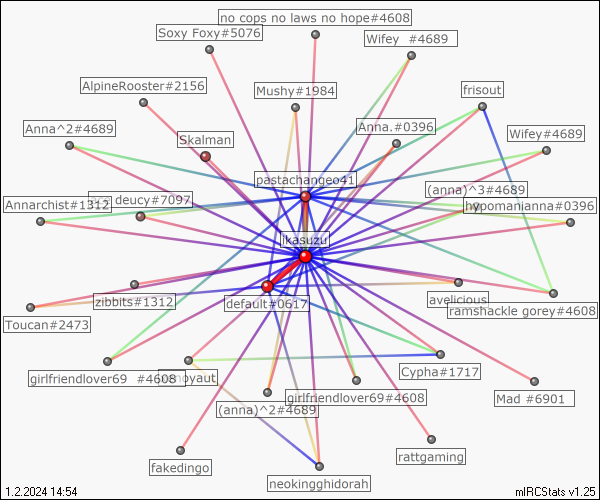 no cops no laws no hope#4608
Soxy Foxy#5076
Wifey #4689
AlpineRooster#2156
Mushy#1984
frisout
Anna^2#4689
Skalman
Anna.#0396
Wifey#4689
pastachangeo41
(anna)^3#4689
Annarchist#1312
deucy#7097
hypomanianna#0396
ikasuzu
zibbits#1312
default#0617
avelicious
ramshackle gorey#4608
Toucan#2473
girlfriendlover69 #4608
Cypha#1717
(anna)^2#4689
girlfriendlover69#4608
Mad #6901
fakedingo
rattgaming
neokingghidorah
1.2.2024 14:54
mIRCStats v1.25